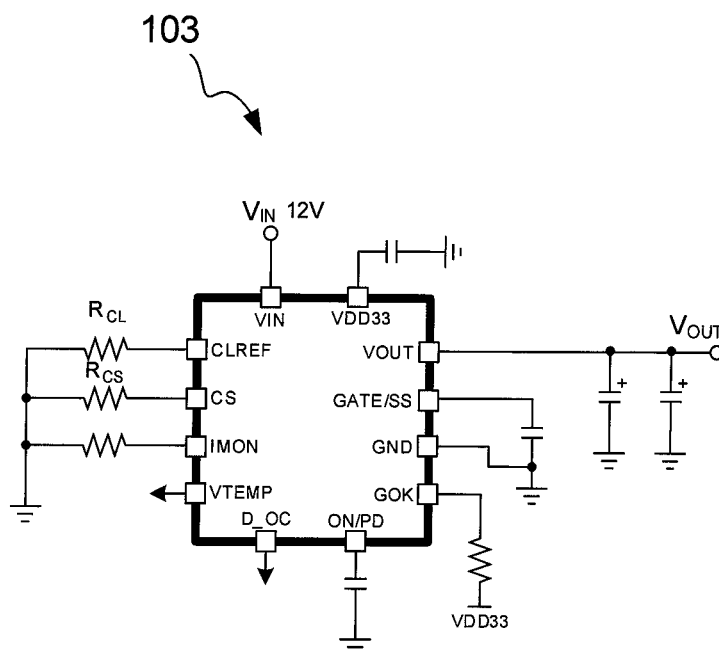 103
VIN 12V
VIN
VDD33
RCL
CLREF
VOUT
VOUT
RCS
CS
GATE/SS
IMON
GND
VTEMP
GOK
D_OC
ON/PD
VDD33
+
+